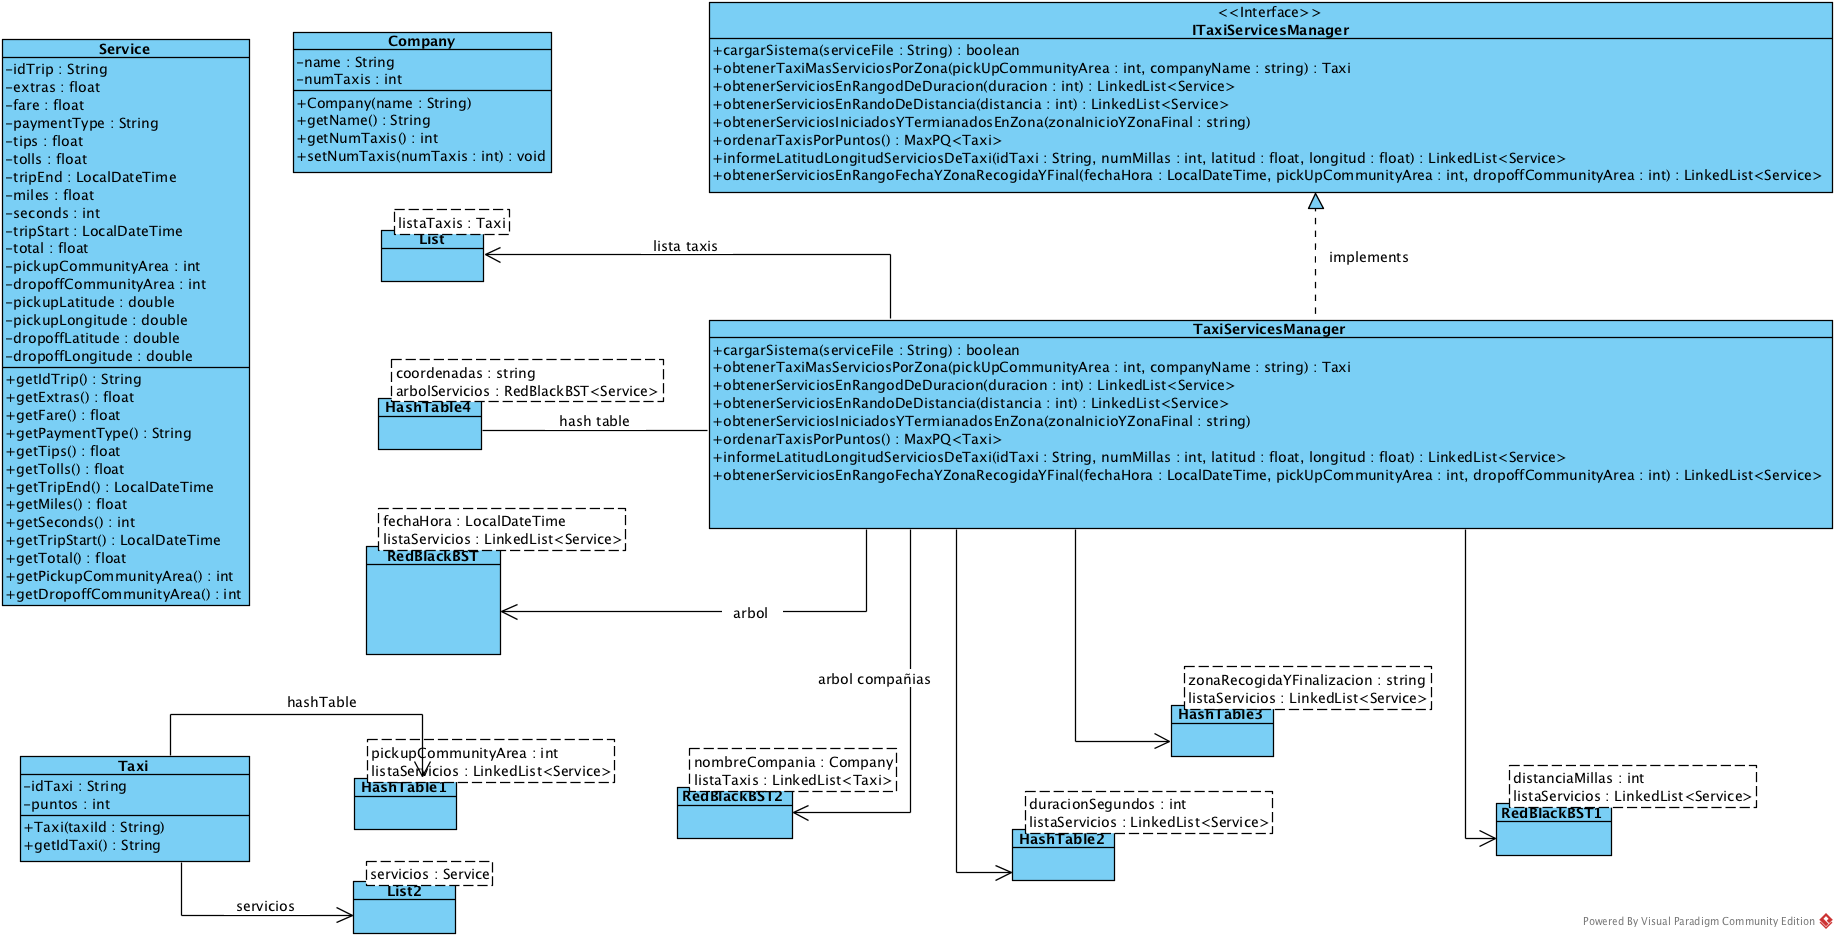 Service
-idTrip : String
-extras : float
-fare : float
-paymentType : String
-tips : float
-tolls : float
-tripEnd : LocalDateTime
-miles : float
-seconds : int
-tripStart : LocalDateTime
-total : float
-pickupCommunityArea : int
-dropoffCommunityArea : int
-pickupLatitude : double
-pickupLongitude : double
-dropoffLatitude : double
-dropoffLongitude : double
+getIdTrip() : String
+getExtras() : float
+getFare() : float
+getPaymentType() : String
+getTips() : float
+getTolls() : float
+getTripEnd() : LocalDateTime
+getMiles() : float
+getSeconds() : int
+getTripStart() : LocalDateTime
+getTotal() : float
+getPickupCommunityArea() : int
+getDropoffCommunityArea() : int
Company
-name : String
-numTaxis : int
+Company(name : String)
+getName() : String
+getNumTaxis() : int
+setNumTaxis(numTaxis : int) : void
<<Interface>>
ITaxiServicesManager
+cargarSistema(serviceFile : String) : boolean
+obtenerTaxiMasServiciosPorZona(pickUpCommunityArea : int, companyName : string) : Taxi
+obtenerServiciosEnRangodDeDuracion(duracion : int) : LinkedList<Service>
+obtenerServiciosEnRandoDeDistancia(distancia : int) : LinkedList<Service>
+obtenerServiciosIniciadosYTermianadosEnZona(zonaInicioYZonaFinal : string)
+ordenarTaxisPorPuntos() : MaxPQ<Taxi>
+informeLatitudLongitudServiciosDeTaxi(idTaxi : String, numMillas : int, latitud : float, longitud : float) : LinkedList<Service>
+obtenerServiciosEnRangoFechaYZonaRecogidaYFinal(fechaHora : LocalDateTime, pickUpCommunityArea : int, dropoffCommunityArea : int) : LinkedList<Service>
implements
listaTaxis : Taxi
List
lista taxis
TaxiServicesManager
+cargarSistema(serviceFile : String) : boolean
+obtenerTaxiMasServiciosPorZona(pickUpCommunityArea : int, companyName : string) : Taxi
+obtenerServiciosEnRangodDeDuracion(duracion : int) : LinkedList<Service>
+obtenerServiciosEnRandoDeDistancia(distancia : int) : LinkedList<Service>
+obtenerServiciosIniciadosYTermianadosEnZona(zonaInicioYZonaFinal : string)
+ordenarTaxisPorPuntos() : MaxPQ<Taxi>
+informeLatitudLongitudServiciosDeTaxi(idTaxi : String, numMillas : int, latitud : float, longitud : float) : LinkedList<Service>
+obtenerServiciosEnRangoFechaYZonaRecogidaYFinal(fechaHora : LocalDateTime, pickUpCommunityArea : int, dropoffCommunityArea : int) : LinkedList<Service>
coordenadas : string
arbolServicios : RedBlackBST<Service>
HashTable4
hash table
fechaHora : LocalDateTime
listaServicios : LinkedList<Service>
RedBlackBST
arbol
arbol compañias
hashTable
Taxi
-idTaxi : String
-puntos : int
+Taxi(taxiId : String)
+getIdTaxi() : String
pickupCommunityArea : int
listaServicios : LinkedList<Service>
HashTable1
servicios : Service
List2
servicios
nombreCompania : Company
listaTaxis : LinkedList<Taxi>
RedBlackBST2
duracionSegundos : int
listaServicios : LinkedList<Service>
HashTable2
zonaRecogidaYFinalizacion : string
listaServicios : LinkedList<Service>
HashTable3
distanciaMillas : int
listaServicios : LinkedList<Service>
RedBlackBST1
Powered By Visual Paradigm Community Edition